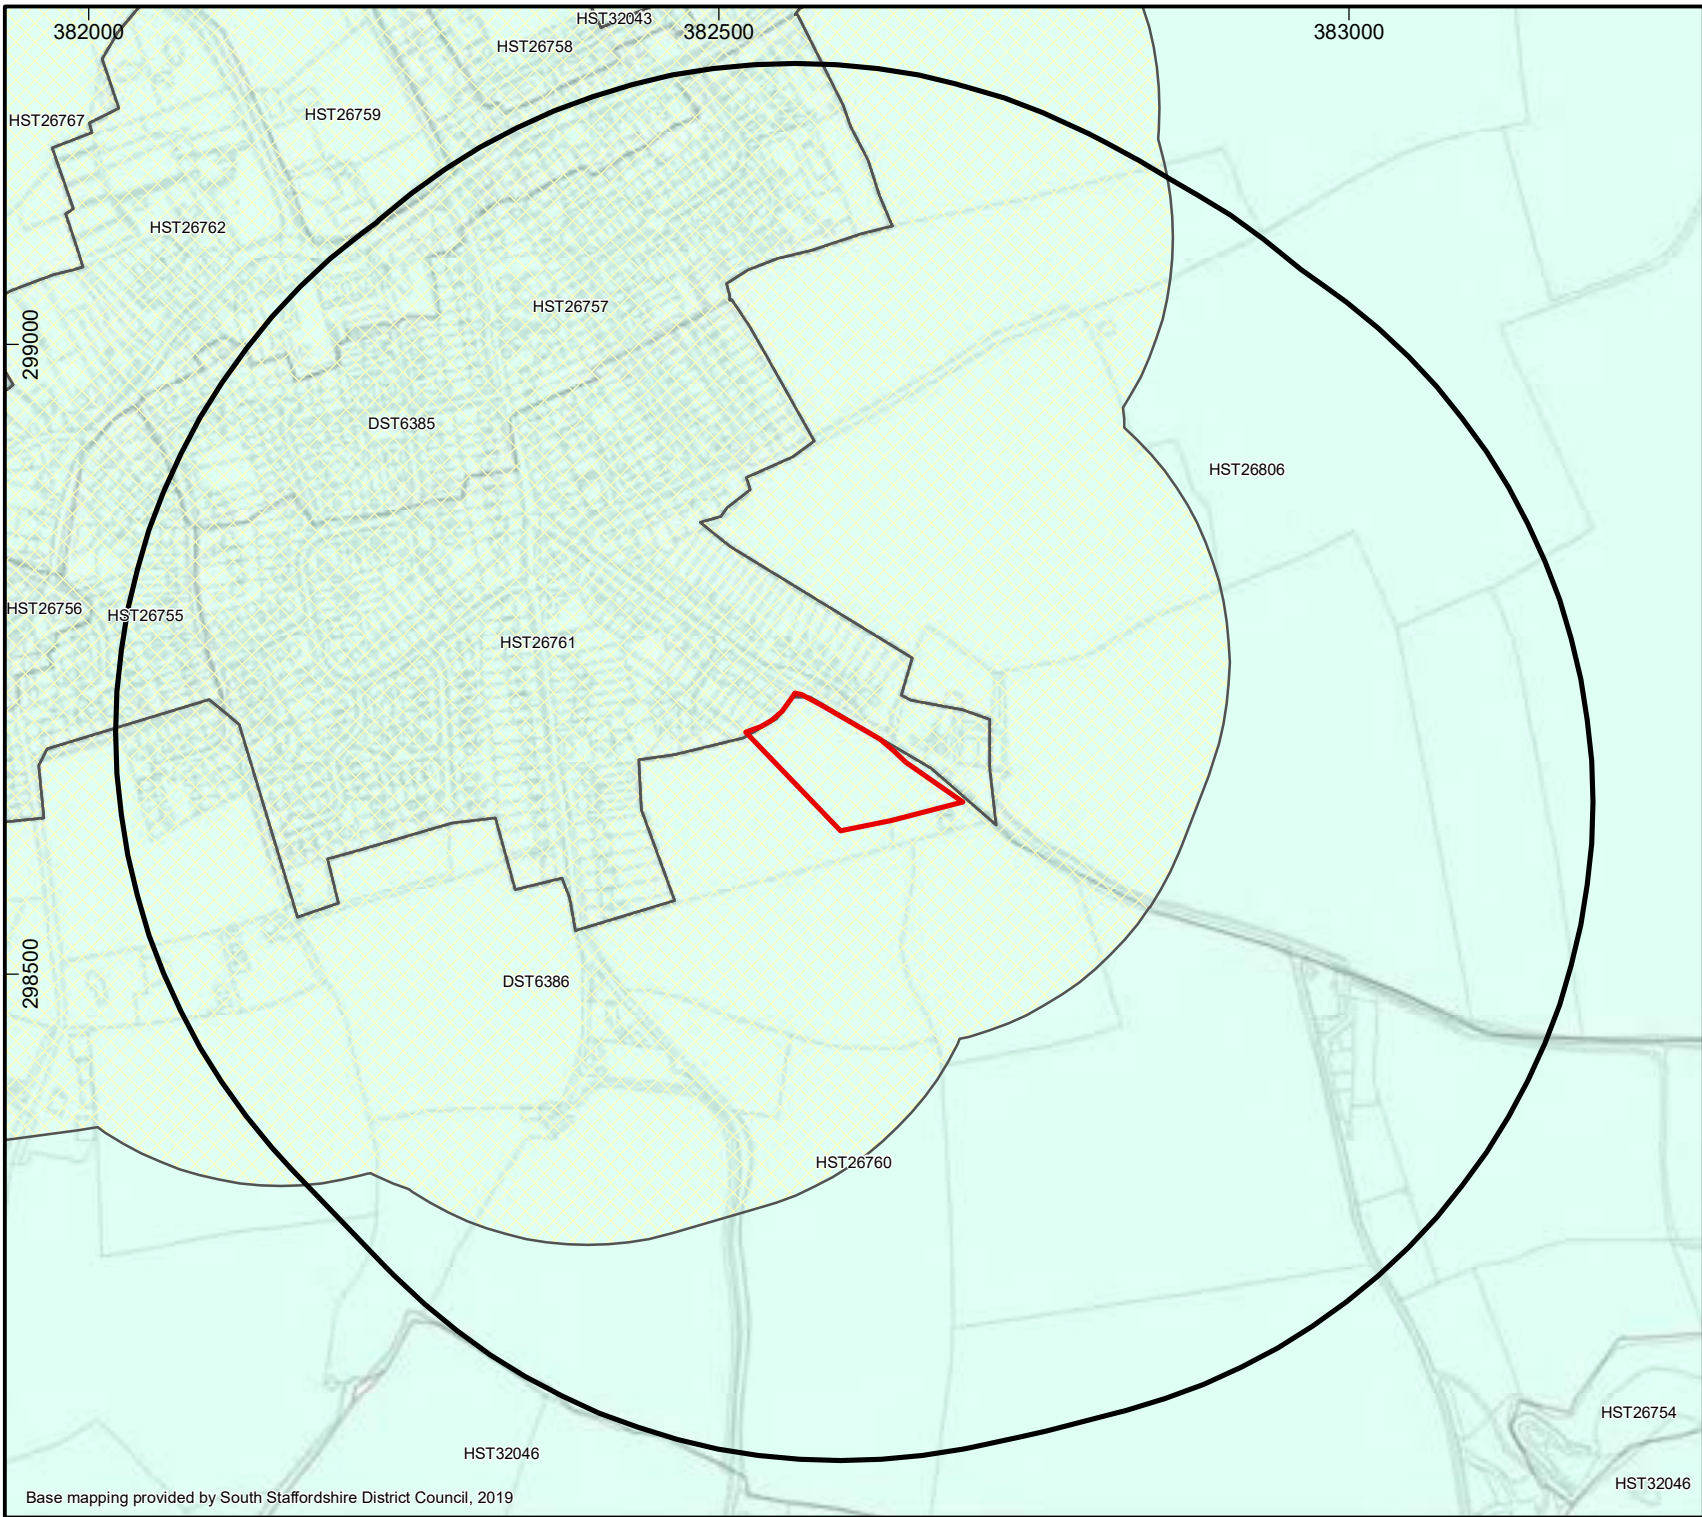 HST32043
382000
382500
383000
HST26758
HST26759
HST26767
HST26762
HST26757
299000
DST6385
HST26806
HST26756
HST26755
HST26761
298500
DST6386
HST26760
HST26754
HST32046
HST32046
Base mapping provided by South Staffordshire District Council, 2019